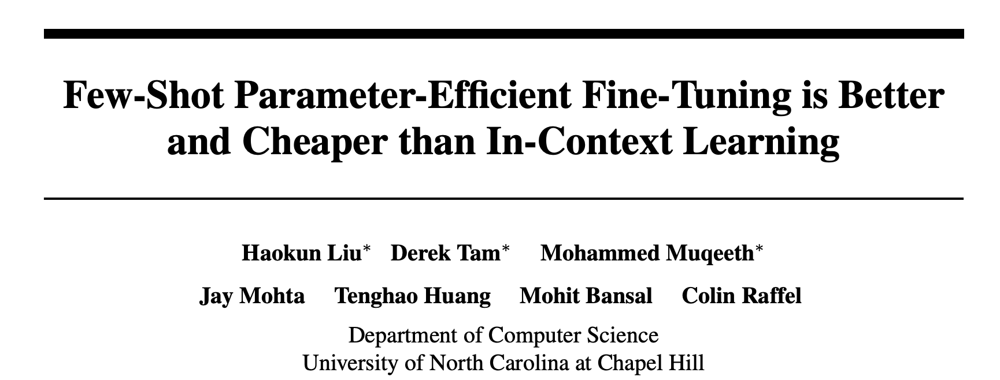 Few-Shot Parameter-Efficient Fine-Tuning is Better
and Cheaper than In-Context Learning
Haokun Liu* Derek Tam* Mohammed Muqeeth*
Jay Mohta Tenghao Huang Mohit Bansal Colin Raffel
Department of Computer Science
University of North Carolina at Chapel Hill